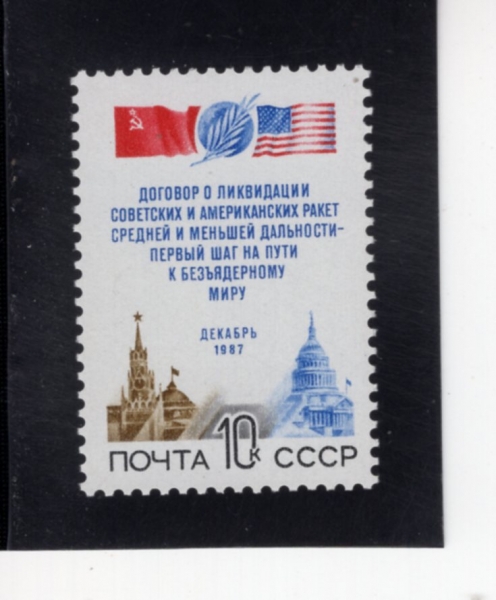 ДОГОВОР О ЛИКВИДАЦИИ
СОВЕТСКИХ И АМЕРИКАНСКИХ РАКЕТ
СРЕДНЕЙ И МЕНЬШЕЙ ДАЛЬНОСТИ-
ПЕРВЫЙ ШАГ НА ПУТИ
К БЕЗЪЯДЕРНОМУ
МИРУ
ДЕКАБРЬ
1987
ПОЧТА 10К СССР